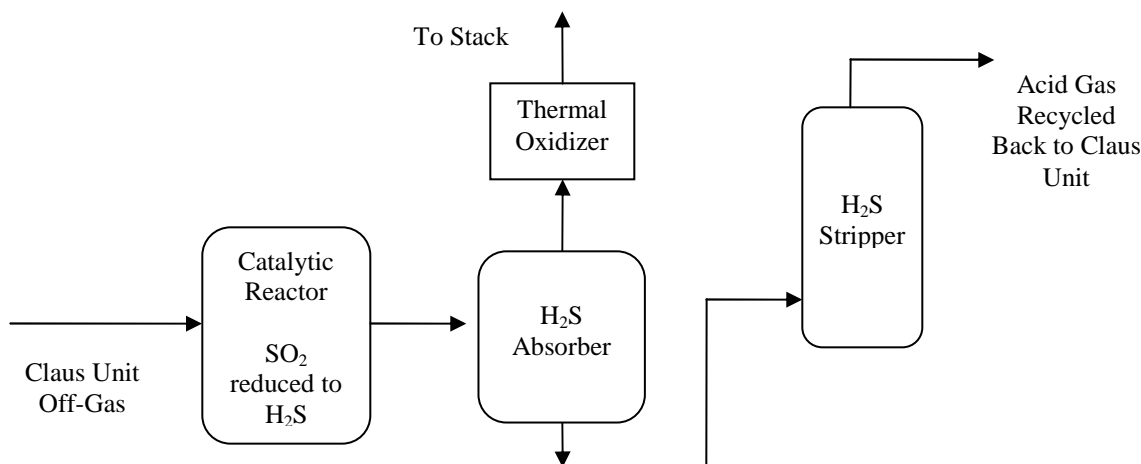 To Stack
Thermal
Oxidizer
Acid Gas
Recycled
Back to Claus
Unit
H₂S
Stripper
Catalytic
Reactor
SO₂
reduced to
H₂S
H₂S
Absorber
Claus Unit
Off-Gas